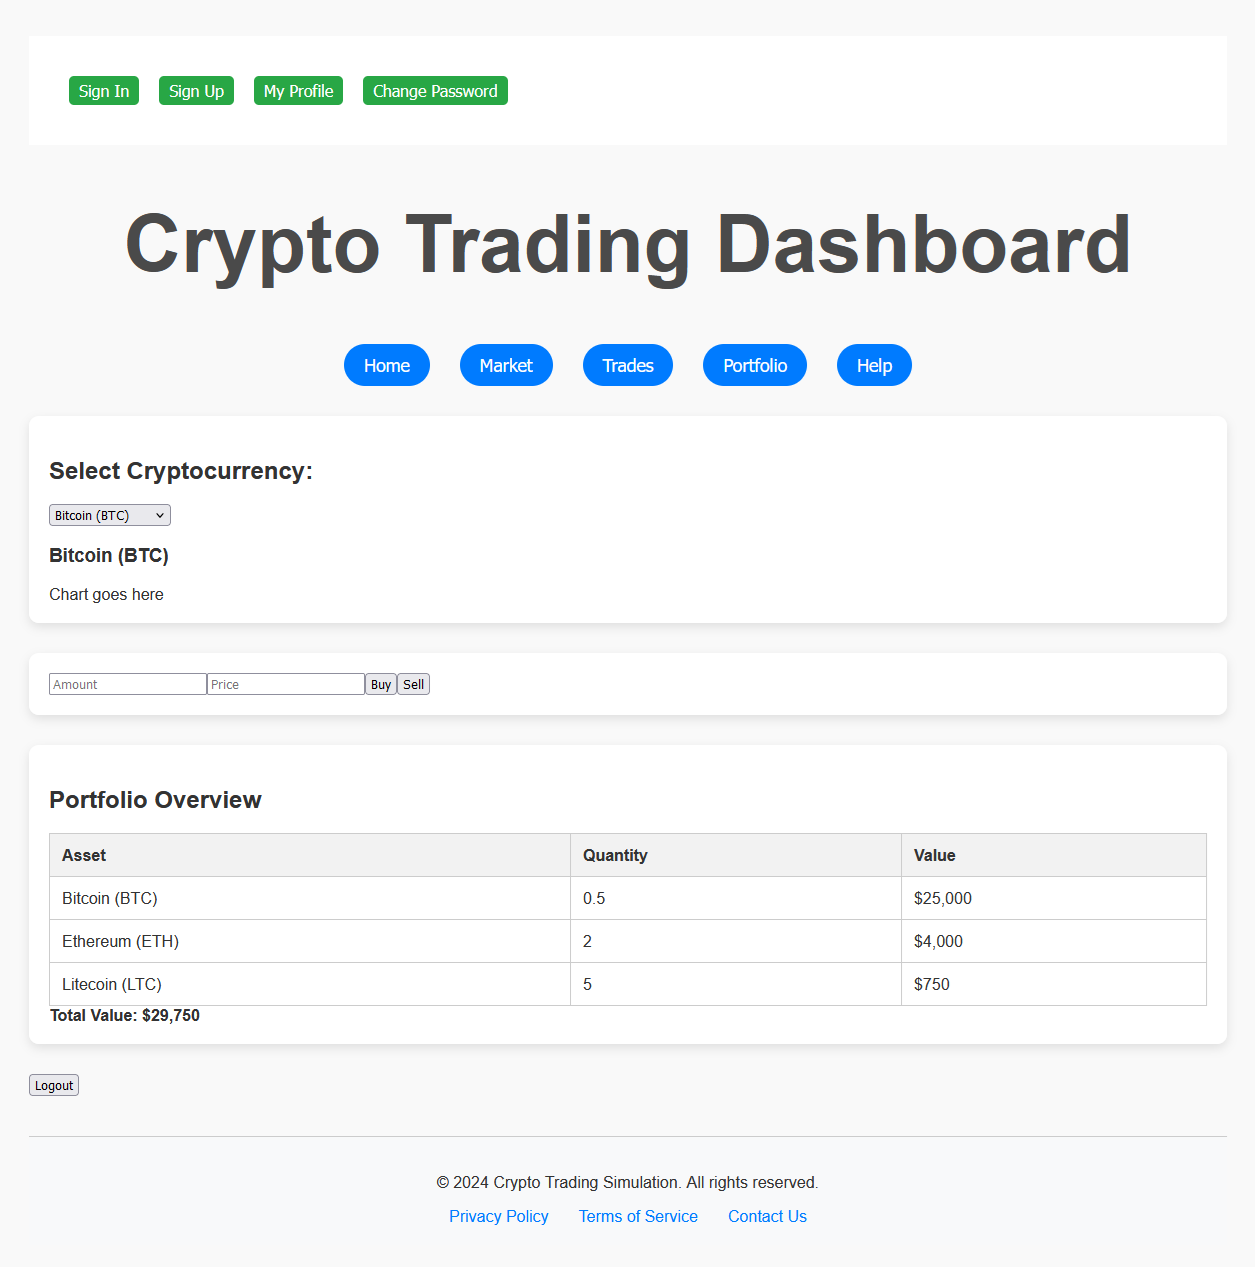 Sign In Sign Up My Profile Change Password
Crypto Trading Dashboard
Home Market Trades Portfolio Help
Select Cryptocurrency:
Bitcoin (BTC)
Bitcoin (BTC)
Chart goes here
Amount Price Buy Sell
Portfolio Overview
Asset Quantity Value
Bitcoin (BTC) 0.5 $25,000
Ethereum (ETH) 2 $4,000
Litecoin (LTC) 5 $750
Total Value: $29,750
Logout
© 2024 Crypto Trading Simulation. All rights reserved.
Privacy Policy Terms of Service Contact Us